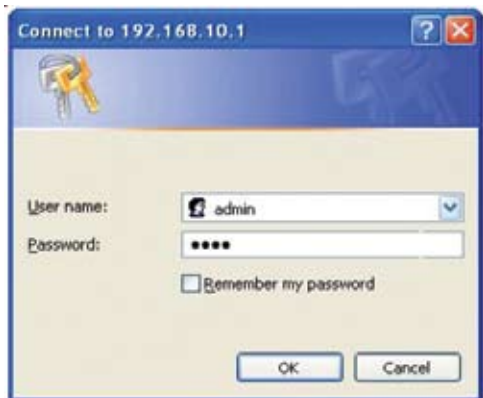 Connect to 192.168.10.1
User name:
admin
Password:
••••
Remember my password
OK
Cancel